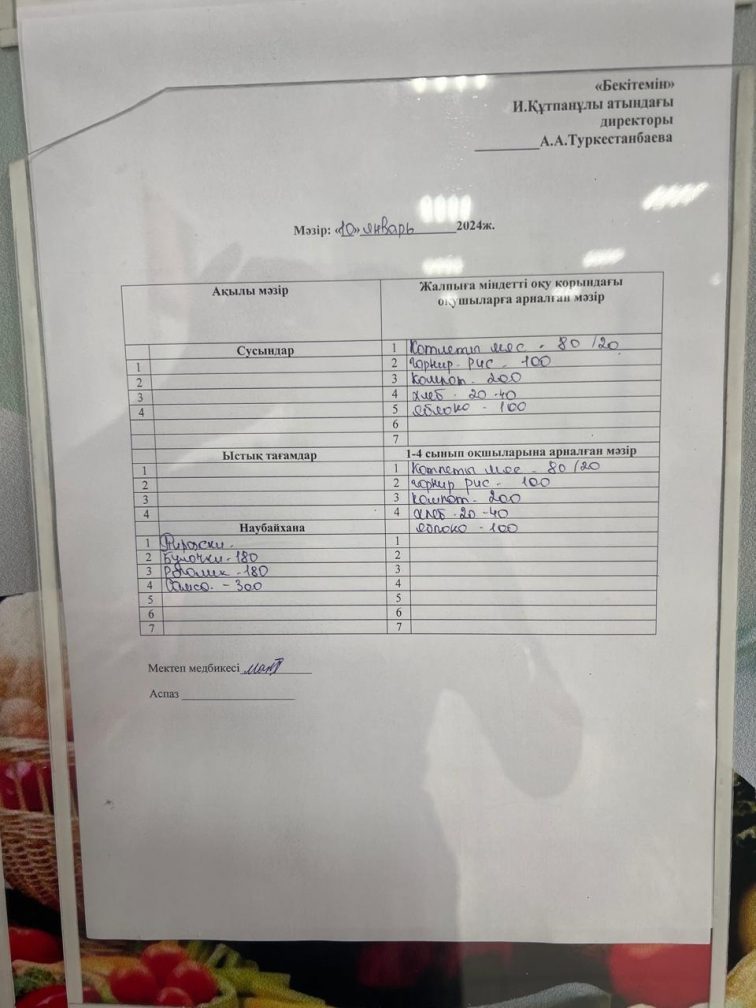 «Бекітемін»
И.Құтпанұлы атындағы
директоры
_________А.А.Туркестанбаева
Мәзір: «10» январь 2024ж.
Ақылы мәзір
Жалпыға міндетті оқу қорындағы
оқушыларға арналған мәзір
Сусындар
1
2
3
4
1 Котлеты мяс - 80/20
2 гарнир рис - 100
3 компот - 200
4 хлеб - 20-40
5 яблоко - 100
6
7
Ыстық тағамдар
1
2
3
4
1-4 сынып оқшыларына арналған мәзір
1 Котлеты мяс - 80/20
2 гарнир рис - 100
3 компот - 200
4 хлеб - 20-40
яблоко - 100
Наубайхана
1 Пирожки -
2 Булочки - 180
3 Рогалик - 180
4 Самса - 300
5
6
7
1
2
3
4
5
6
7
Мектеп медбикесі
Аспаз ___________________